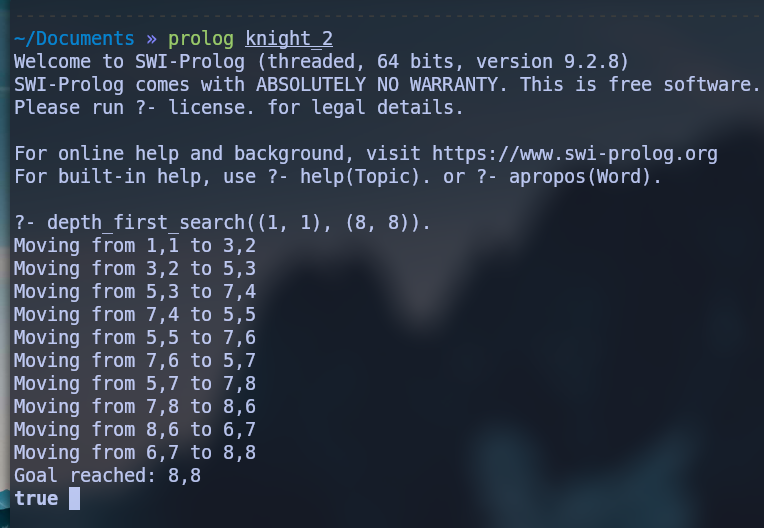 ~/Documents » prolog knight_2
Welcome to SWI-Prolog (threaded, 64 bits, version 9.2.8)
SWI-Prolog comes with ABSOLUTELY NO WARRANTY. This is free software.
Please run ?- license. for legal details.
For online help and background, visit https://www.swi-prolog.org
For built-in help, use ?- help(Topic). or ?- apropos(Word).
?- depth_first_search((1, 1), (8, 8)).
Moving from 1,1 to 3,2
Moving from 3,2 to 5,3
Moving from 5,3 to 7,4
Moving from 7,4 to 5,5
Moving from 5,5 to 7,6
Moving from 7,6 to 5,7
Moving from 5,7 to 7,8
Moving from 7,8 to 8,6
Moving from 8,6 to 6,7
Moving from 6,7 to 8,8
Goal reached: 8,8
true